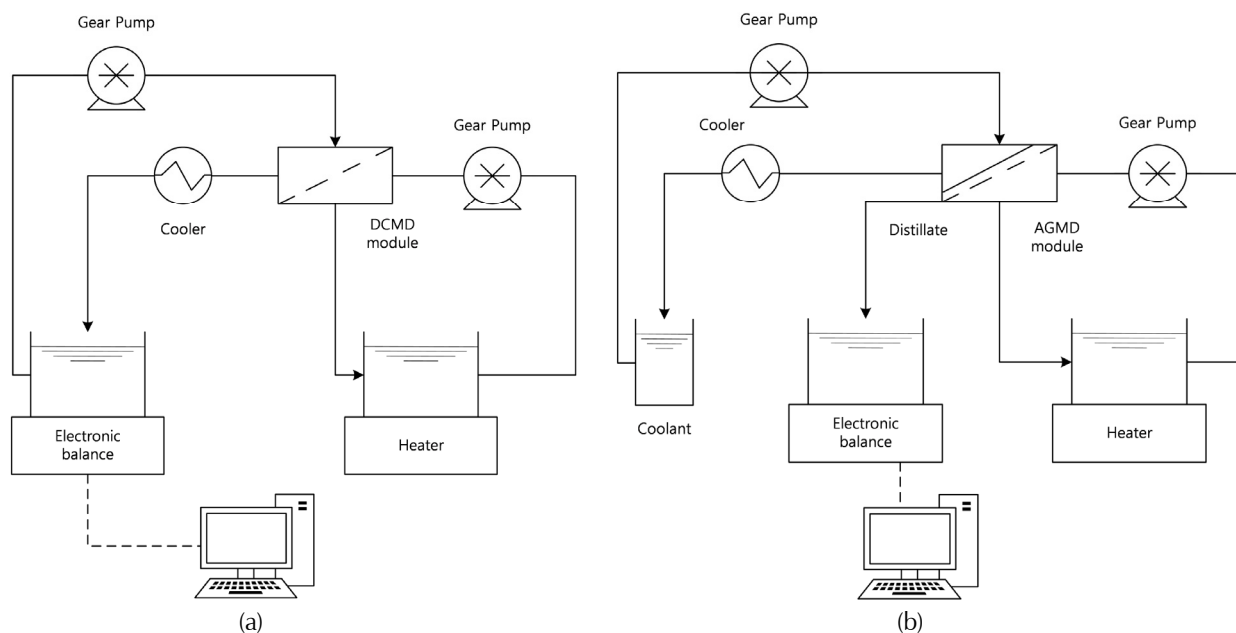 Gear Pump
Gear Pump
Cooler
DCMD
module
Electronic
balance
Heater
(a)
Gear Pump
Cooler
Gear Pump
Distillate
AGMD
module
Coolant
Electronic
balance
Heater
(b)